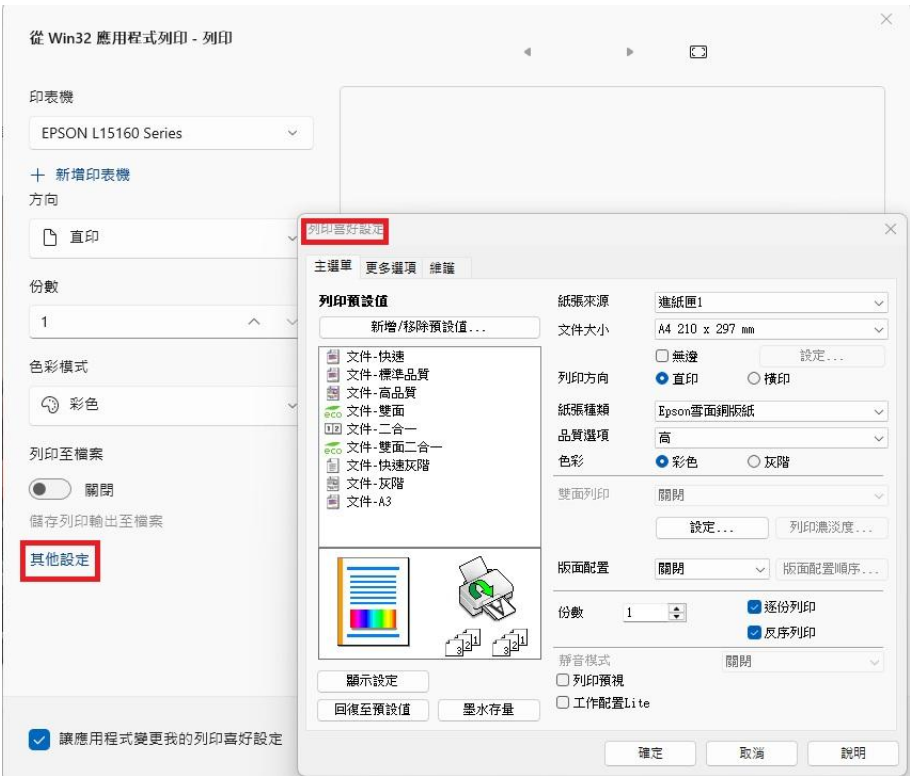 從 Win32 應用程式列印 - 列印
印表機
EPSON L15160 Series
新增印表機
方向
直印
份數
1
色彩模式
彩色
列印至檔案
關閉
儲存列印輸出至檔案
其他設定
讓應用程式變更我的列印喜好設定
列印喜好設定
主選單 更多選項 維護
列印預設值
新增/移除預設值...
文件-快速
文件-標準品質
文件-高品質
eco 文件-雙面
1 2 文件-二合一
eco 文件-雙面二合一
文件-快速灰階
文件-灰階
文件-A3
3 2 1 3 2 1
顯示設定
回復至預設值 墨水存量
紙張來源 進紙匣1
文件大小 A4 210 x 297 mm
無邊 設定...
列印方向 直印 橫印
紙張種類 Epson雪面銅版紙
品質選項 高
色彩 彩色 灰階
雙面列印 關閉
設定... 列印濃淡度...
版面配置 關閉 版面配置順序...
份數 1 逐份列印
反序列印
靜音模式 關閉
列印預視
工作配置Lite
確定 取消 說明